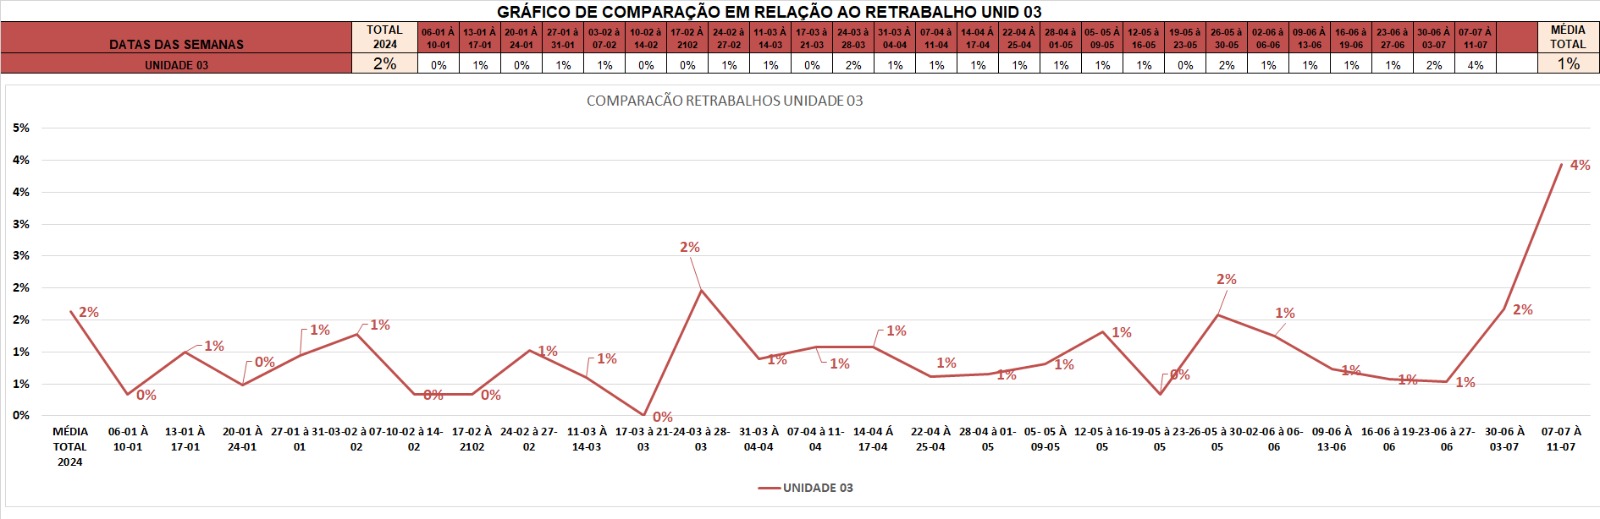 GRÁFICO DE COMPARAÇÃO EM RELAÇÃO AO RETRABALHO UNID 03
DATAS DAS SEMANAS TOTAL 2024 06-01 À 10-01 13-01 À 17-01 20-01 À 24-01 27-01 à 31-01 03-02 à 07-02 10-02 à 14-02 17-02 À 2102 24-02 à 27-02 11-03 À 14-03 17-03 à 21-03 24-03 à 28-03 31-03 À 04-04 07-04 à 11-04 14-04 Á 17-04 22-04 À 25-04 28-04 à 01-05 05- 05 À 09-05 12-05 à 16-05 19-05 à 23-05 26-05 à 30-05 02-06 à 06-06 09-06 À 13-06 16-06 à 19-06 23-06 à 27-06 30-06 À 03-07 07-07 À 11-07 MÉDIA TOTAL
UNIDADE 03 2% 0% 1% 0% 1% 1% 0% 0% 1% 1% 0% 2% 1% 1% 1% 1% 1% 1% 1% 0% 2% 1% 1% 1% 1% 2% 4% 1%
COMPARACÃO RETRABALHOS UNIDADE 03
5%
4%
4%
3%
3%
2%
2%
1%
1%
0%
2% 0% 1% 0% 1% 1% 0% 0% 1% 1% 0% 2% 1% 1% 1% 1% 1% 1% 1% 0% 2% 1% 1% 1% 1% 2% 4%
MÉDIA 06-01 À 13-01 À 20-01 À 27-01 à 31-03-02 à 07-10-02 à 14- 17-02 À 24-02 à 27- 11-03 À 17-03 à 21-24-03 à 28- 31-03 À 07-04 à 11- 14-04 Á 22-04 À 28-04 à 01- 05- 05 À 12-05 à 16-19-05 à 23-26-05 à 30-02-06 à 06- 09-06 À 16-06 à 19-23-06 à 27- 30-06 À 07-07 À
TOTAL 10-01 17-01 24-01 01 02 02 2102 02 14-03 03 03 04-04 04 17-04 25-04 05 09-05 05 05 05 06 13-06 06 06 03-07 11-07
2024
UNIDADE 03